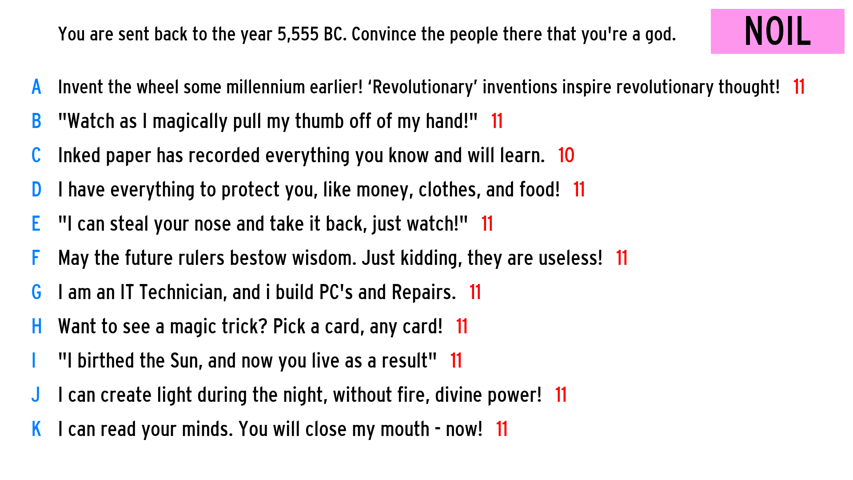 You are sent back to the year 5,555 BC. Convince the people there that you're a god.
NOIL
A Invent the wheel some millennium earlier! ‘Revolutionary’ inventions inspire revolutionary thought! 11
B "Watch as I magically pull my thumb off of my hand!" 11
C Inked paper has recorded everything you know and will learn. 10
D I have everything to protect you, like money, clothes, and food! 11
E "I can steal your nose and take it back, just watch!" 11
F May the future rulers bestow wisdom. Just kidding, they are useless! 11
G I am an IT Technician, and i build PC's and Repairs. 11
H Want to see a magic trick? Pick a card, any card! 11
I "I birthed the Sun, and now you live as a result" 11
J I can create light during the night, without fire, divine power! 11
K I can read your minds. You will close my mouth - now! 11